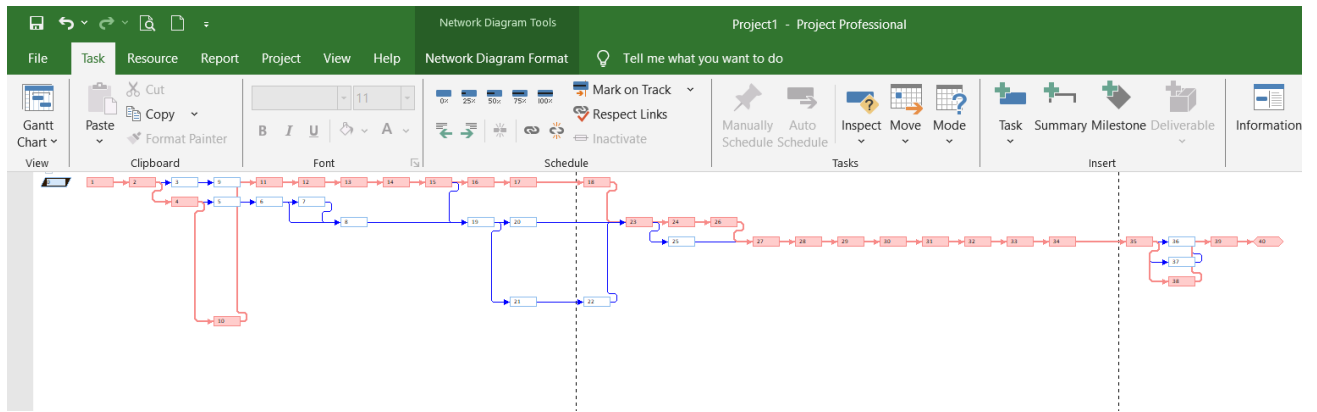 Network Diagram Tools
Project1 - Project Professional
File Task Resource Report Project View Help Network Diagram Format Tell me what you want to do
Gantt Chart
View
Paste
Cut
Copy
Format Painter
Clipboard
11
B I U A
Font
0% 25% 50% 75% 100%
Mark on Track
Respect Links
Inactivate
Schedule
Manually Schedule
Auto Schedule
Inspect
Move
Mode
Tasks
Task
Summary
Milestone
Deliverable
Insert
Information
0 1 2 3 9 11 12 13 14 15 16 17 18
4 5 6 7
8 19 20 23 24 26
25 27 28 29 30 31 32 33 34 35 36 39 40
37
38
21 22
10